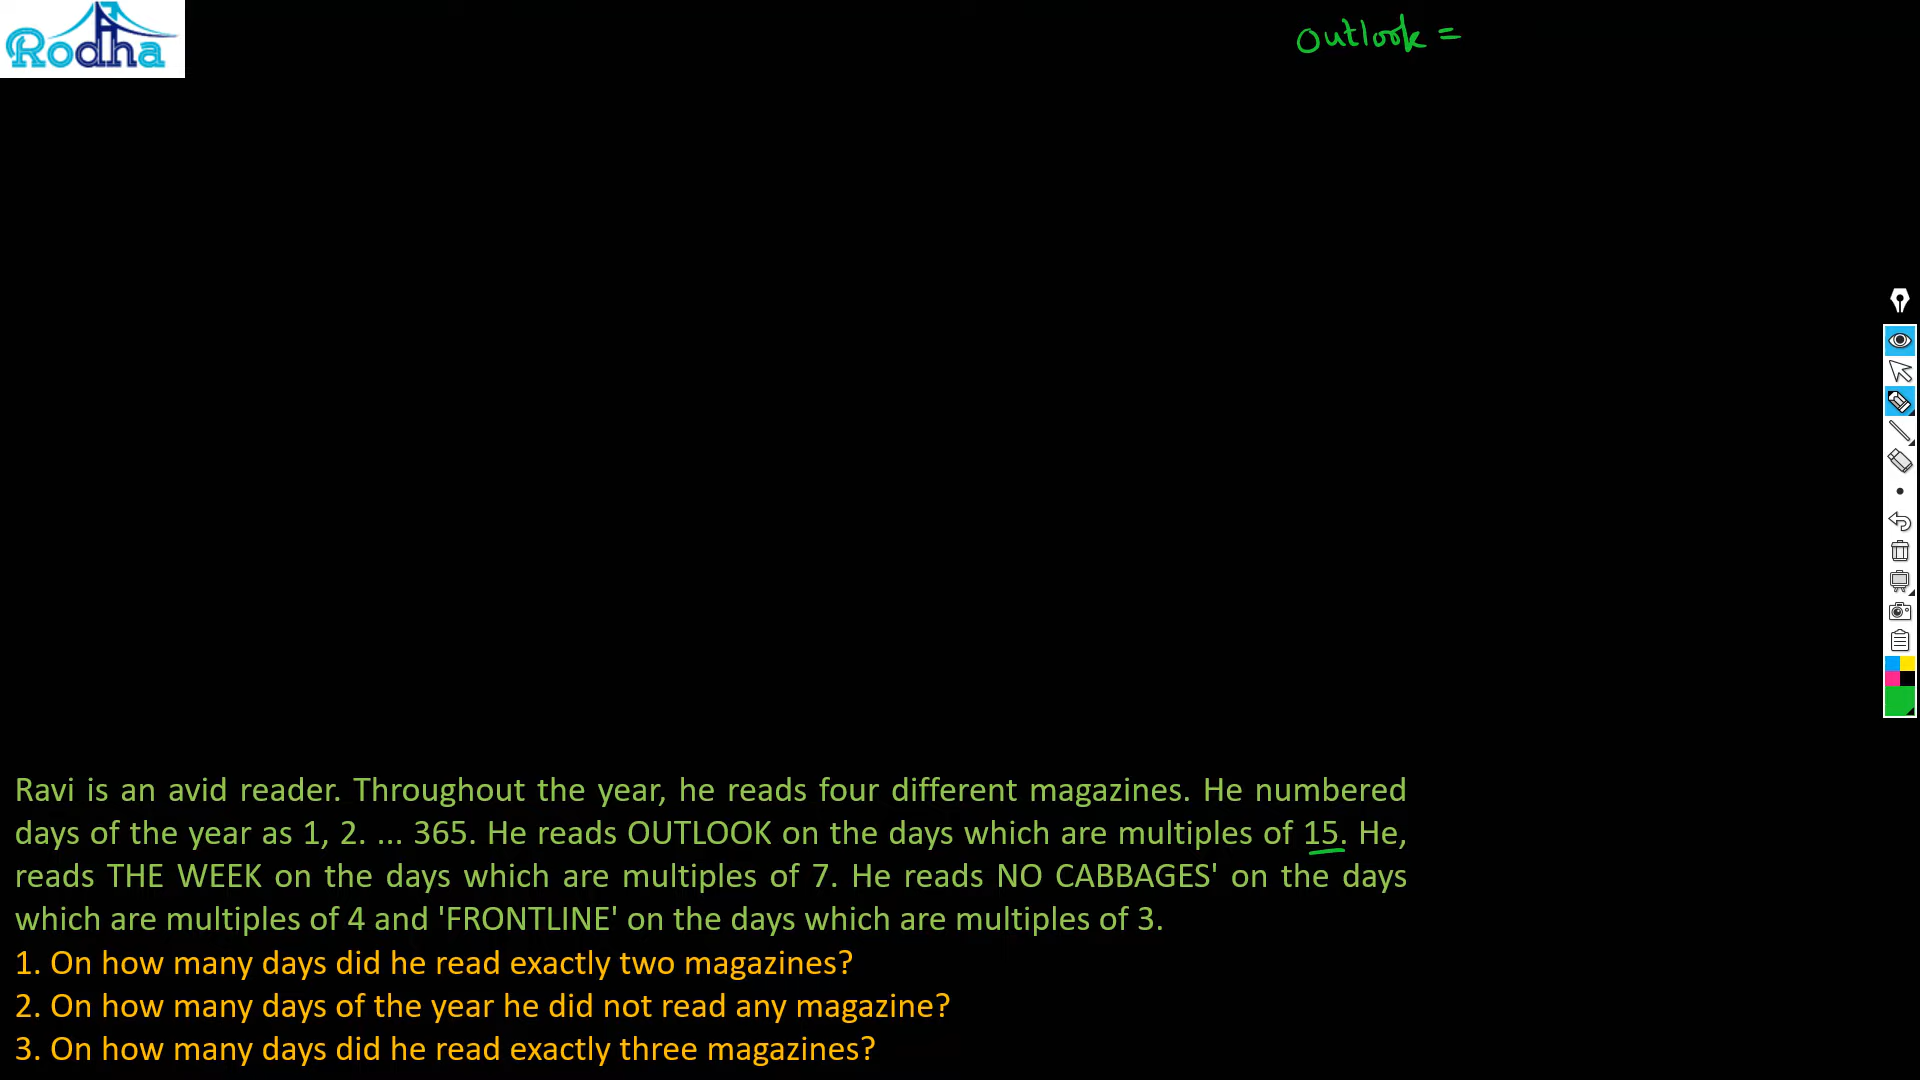 Rodha
outlook =
Ravi is an avid reader. Throughout the year, he reads four different magazines. He numbered
days of the year as 1, 2. ... 365. He reads OUTLOOK on the days which are multiples of 15. He,
reads THE WEEK on the days which are multiples of 7. He reads NO CABBAGES' on the days
which are multiples of 4 and 'FRONTLINE' on the days which are multiples of 3.
1. On how many days did he read exactly two magazines?
2. On how many days of the year he did not read any magazine?
3. On how many days did he read exactly three magazines?